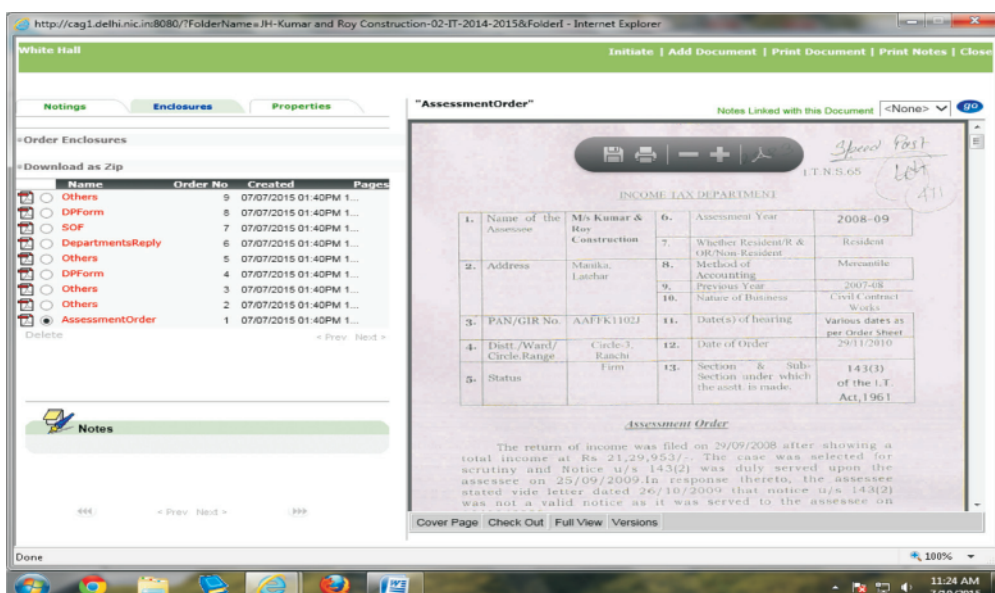 http://cag1.delhi.nic.in:8080/?FolderName=JH-Kumar and Roy Construction-02-IT-2014-2015&FolderI - Internet Explorer
White Hall
Initiate | Add Document | Print Document | Print Notes | Close
Notings Enclosures Properties
Order Enclosures
Download as Zip
Name Order No Created Pages
Others 9 07/07/2015 01:40PM 1...
DPForm 8 07/07/2015 01:40PM 1...
SOF 7 07/07/2015 01:40PM 1...
DepartmentsReply 6 07/07/2015 01:40PM 1...
Others 5 07/07/2015 01:40PM 1...
DPForm 4 07/07/2015 01:40PM 1...
Others 3 07/07/2015 01:40PM 1...
Others 2 07/07/2015 01:40PM 1...
AssessmentOrder 1 07/07/2015 01:40PM 1...
Delete < Prev Next >
Notes
<<< < Prev Next > >>>
"AssessmentOrder"
Notes Linked with this Document <None> go
Speed Post
I.T.N.S.65
INCOME TAX DEPARTMENT
1. Name of the Assessee M/s Kumar & Roy Construction
6. Assessment Year 2008-09
7. Whether Resident/R & OR/Non-Resident Resident
2. Address Manika, Latehar
8. Method of Accounting Mercantile
9. Previous Year 2007-08
10. Nature of Business Civil Contract Works
3. PAN/GIR No. AAFFK1102J
11. Date(s) of hearing Various dates as per Order Sheet
4. Distt./Ward/ Circle.Range Circle-3, Ranchi
12. Date of Order 29/11/2010
5. Status Firm
13. Section & Sub-Section under which the asstt. is made. 143(3) of the I.T. Act,1961
Assessment Order
The return of income was filed on 29/09/2008 after showing a
total income at Rs 21,29,953/-. The case was selected for
scrutiny and Notice u/s 143(2) was duly served upon the
assessee on 25/09/2009.In response thereto, the assessee
stated vide letter dated 26/10/2009 that notice u/s 143(2)
was not a valid notice as it was served to the assessee on
Cover Page Check Out Full View Versions
Done
100%
11:24 AM